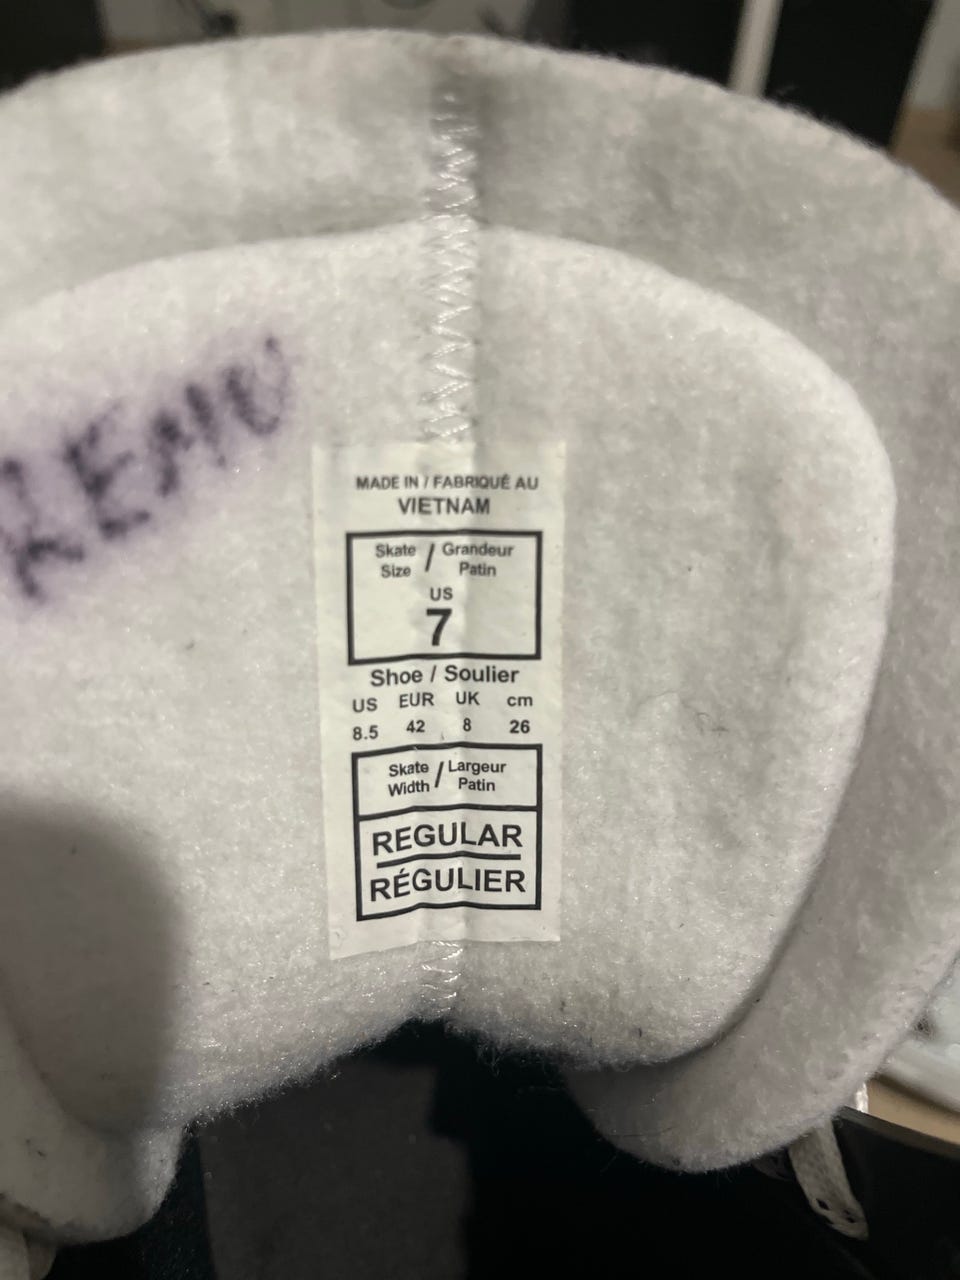 REMU
MADE IN / FABRIQUÉ AU
VIETNAM
Skate Size / Grandeur Patin
US
7
Shoe / Soulier
US EUR UK cm
8.5 42 8 26
Skate Width / Largeur Patin
REGULAR
RÉGULIER